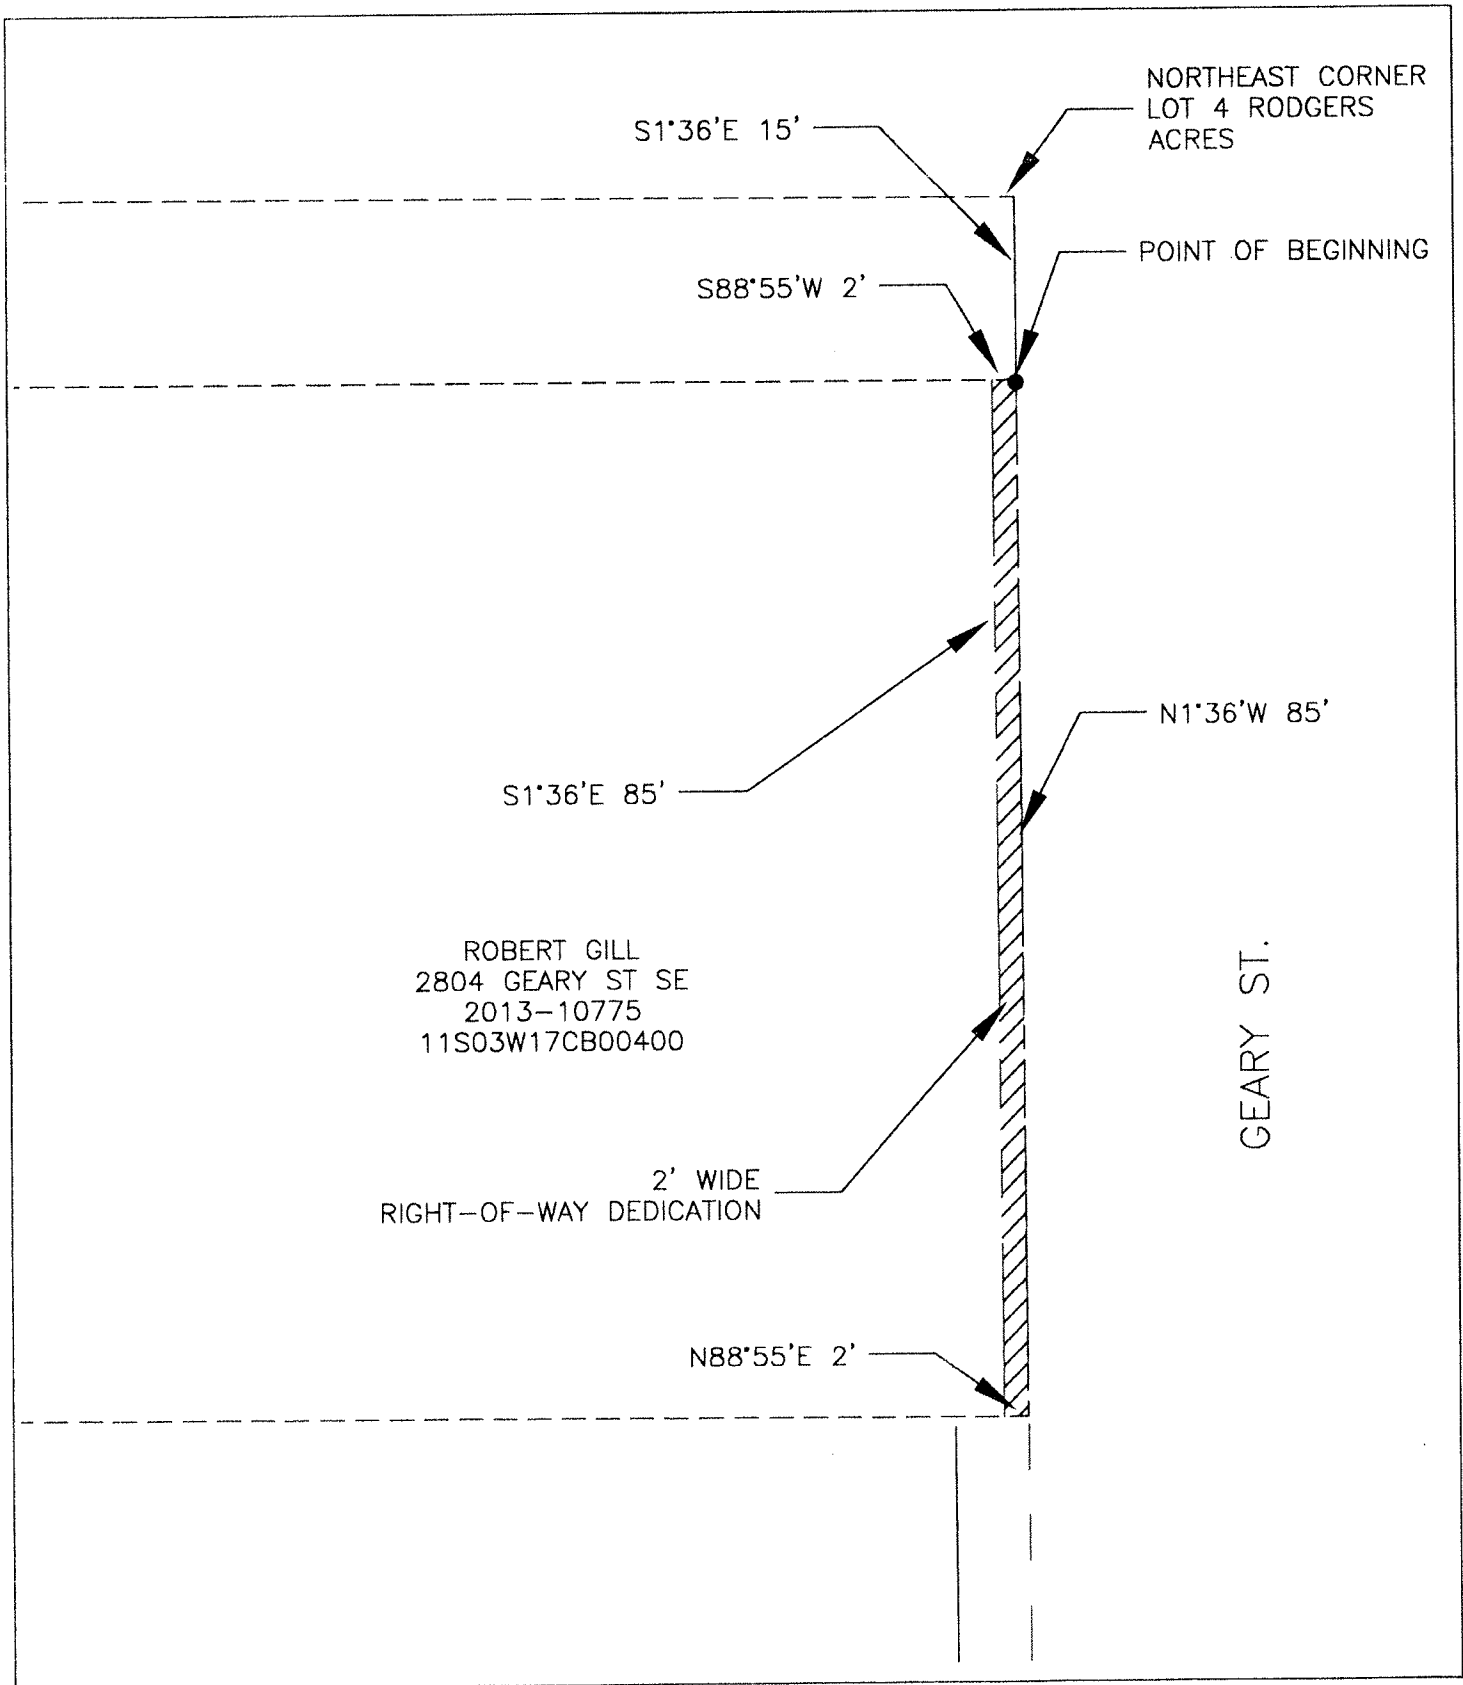 NORTHEAST CORNER
LOT 4 RODGERS
ACRES
S1°36'E 15'
POINT OF BEGINNING
S88°55'W 2'
N1°36'W 85'
S1°36'E 85'
ROBERT GILL
2804 GEARY ST SE
2013-10775
11S03W17CB00400
GEARY ST.
2' WIDE
RIGHT-OF-WAY DEDICATION
N88°55'E 2'